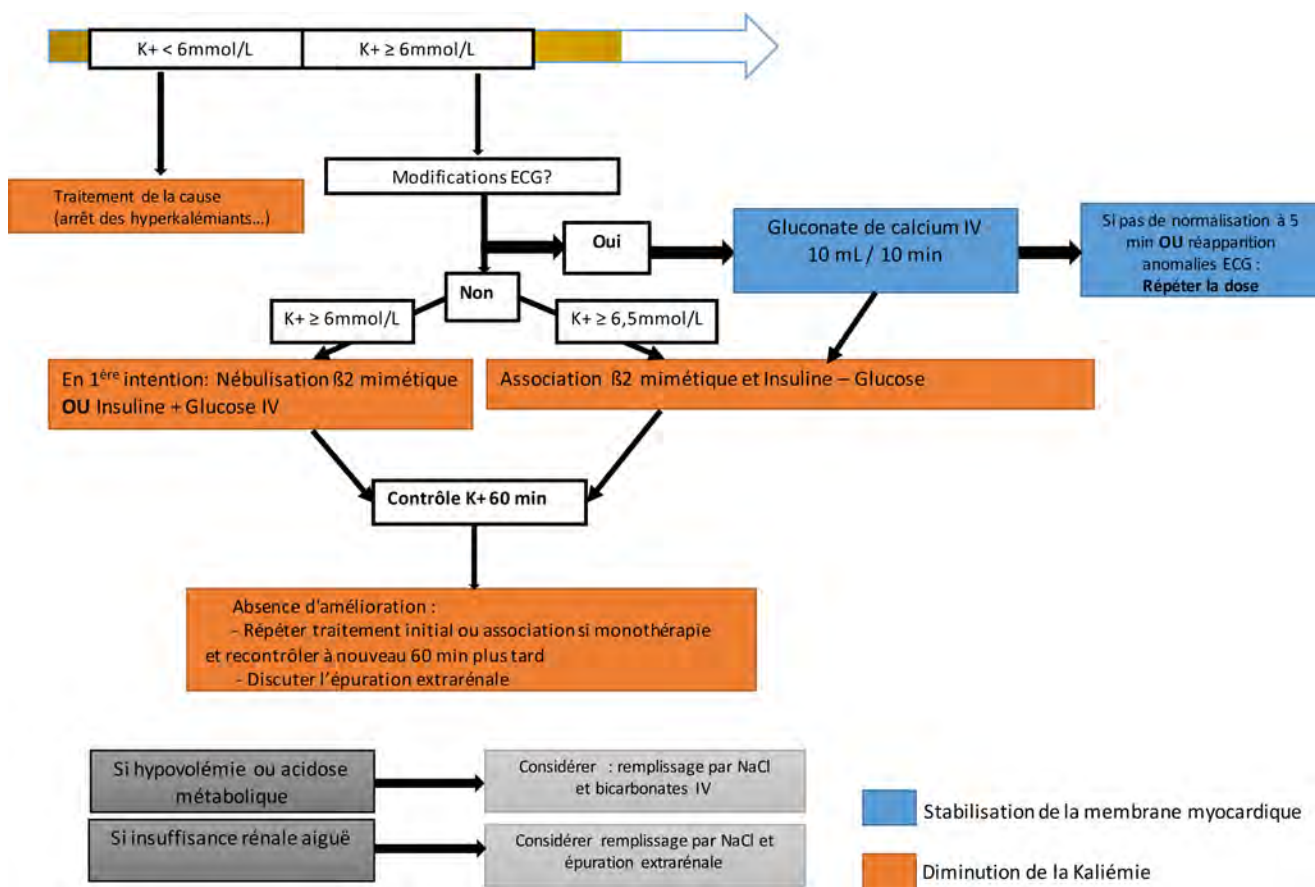 K+ < 6mmol/L
K+ ≥ 6mmol/L
Modifications ECG?
Traitement de la cause
(arrêt des hyperkalémiants...)
Oui
Gluconate de calcium IV
10 mL / 10 min
Si pas de normalisation à 5
min OU réapparition
anomalies ECG :
Répéter la dose
Non
K+ ≥ 6mmol/L
K+ ≥ 6,5mmol/L
En 1ère intention: Nébulisation ß2 mimétique
OU Insuline + Glucose IV
Association ß2 mimétique et Insuline – Glucose
Contrôle K+ 60 min
Absence d'amélioration :
- Répéter traitement initial ou association si monothérapie
et recontrôler à nouveau 60 min plus tard
- Discuter l'épuration extrarénale
Si hypovolémie ou acidose
métabolique
Considérer : remplissage par NaCl
et bicarbonates IV
Si insuffisance rénale aiguë
Considérer remplissage par NaCl et
épuration extrarénale
Stabilisation de la membrane myocardique
Diminution de la Kaliémie